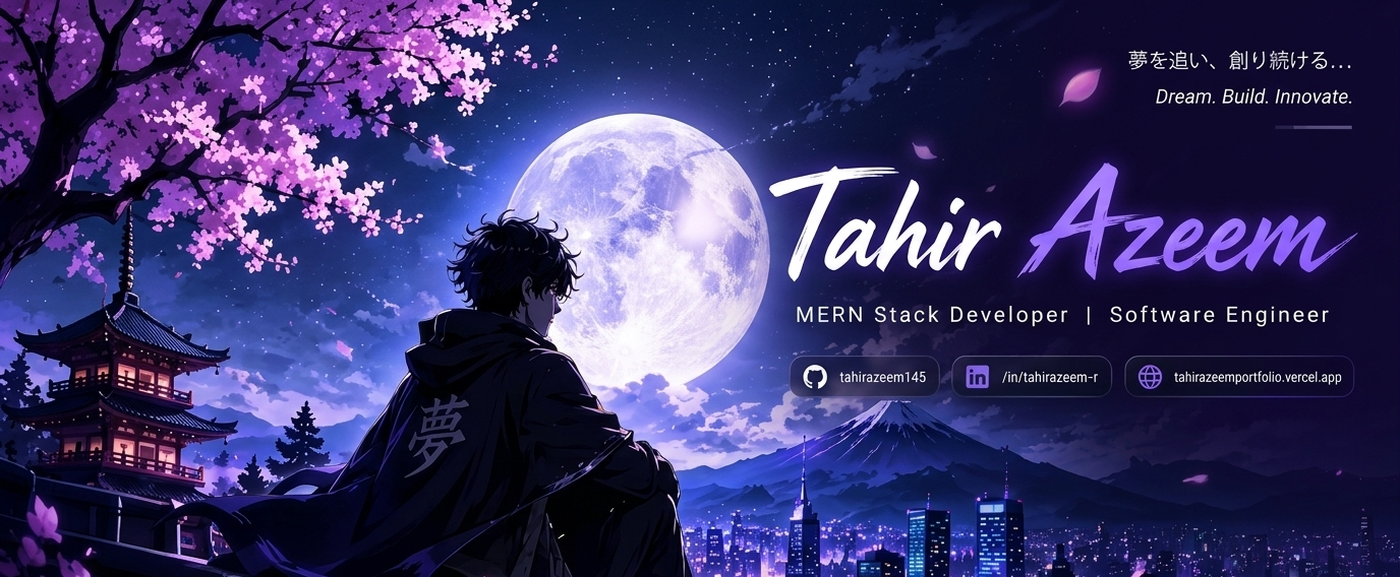 夢を追い、創り続ける...
Dream. Build. Innovate.
Tahir Azeem
MERN Stack Developer | Software Engineer
tahirazeem145
in /in/tahirazeem-r
tahirazeemportfolio.vercel.app
夢